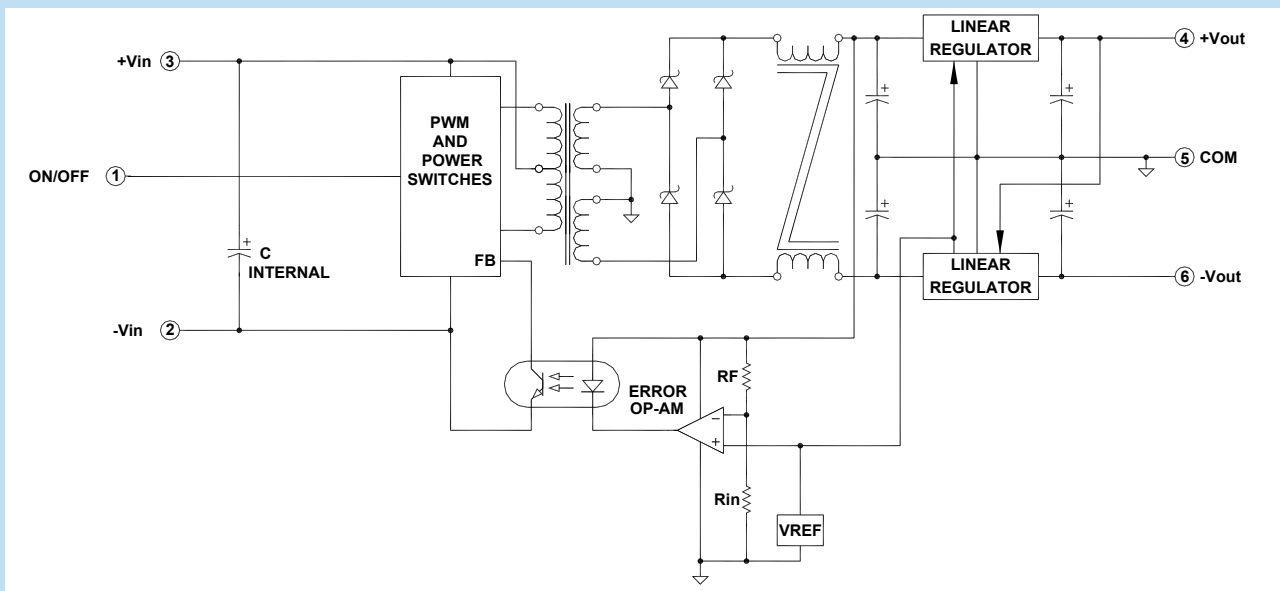 LINEAR
REGULATOR
4 +Vout
+Vin 3
PWM
AND
POWER
SWITCHES
5 COM
ON/OFF 1
C
INTERNAL
FB
LINEAR
REGULATOR
6 -Vout
-Vin 2
RF
ERROR
OP-AM
−
+
Rin
VREF